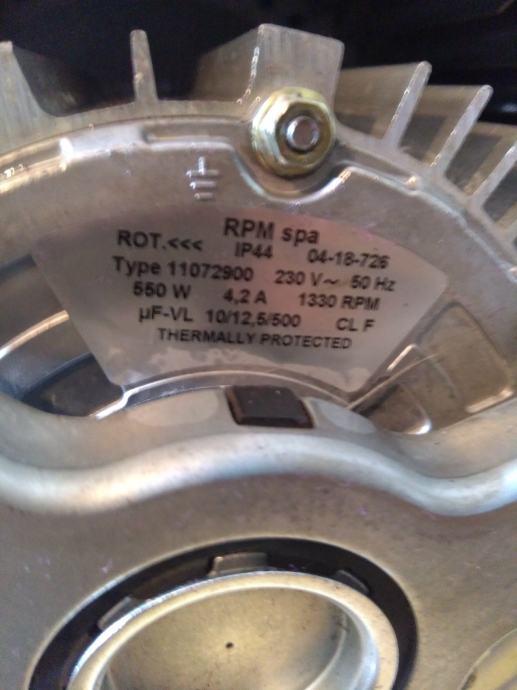 RPM spa
ROT.<<< IP44 04-18-726
Type 11072900 230 V~ 50 Hz
550 W 4,2 A 1330 RPM
µF-VL 10/12,5/500 CL F
THERMALLY PROTECTED